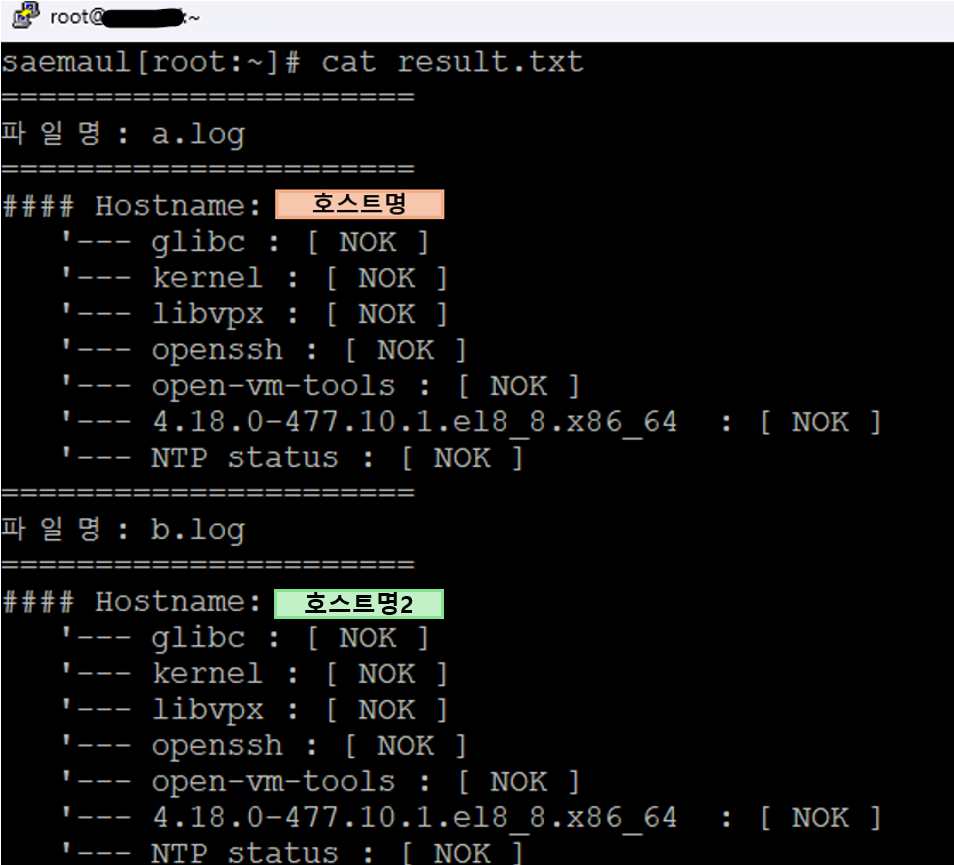 root@ :~
saemaul[root:~]# cat result.txt
======================
파일명: a.log
======================
#### Hostname: 호스트명
'--- glibc : [ NOK ]
'--- kernel : [ NOK ]
'--- libvpx : [ NOK ]
'--- openssh : [ NOK ]
'--- open-vm-tools : [ NOK ]
'--- 4.18.0-477.10.1.el8_8.x86_64  : [ NOK ]
'--- NTP status : [ NOK ]
======================
파일명: b.log
======================
#### Hostname: 호스트명2
'--- glibc : [ NOK ]
'--- kernel : [ NOK ]
'--- libvpx : [ NOK ]
'--- openssh : [ NOK ]
'--- open-vm-tools : [ NOK ]
'--- 4.18.0-477.10.1.el8_8.x86_64  : [ NOK ]
'--- NTP status : [ NOK ]